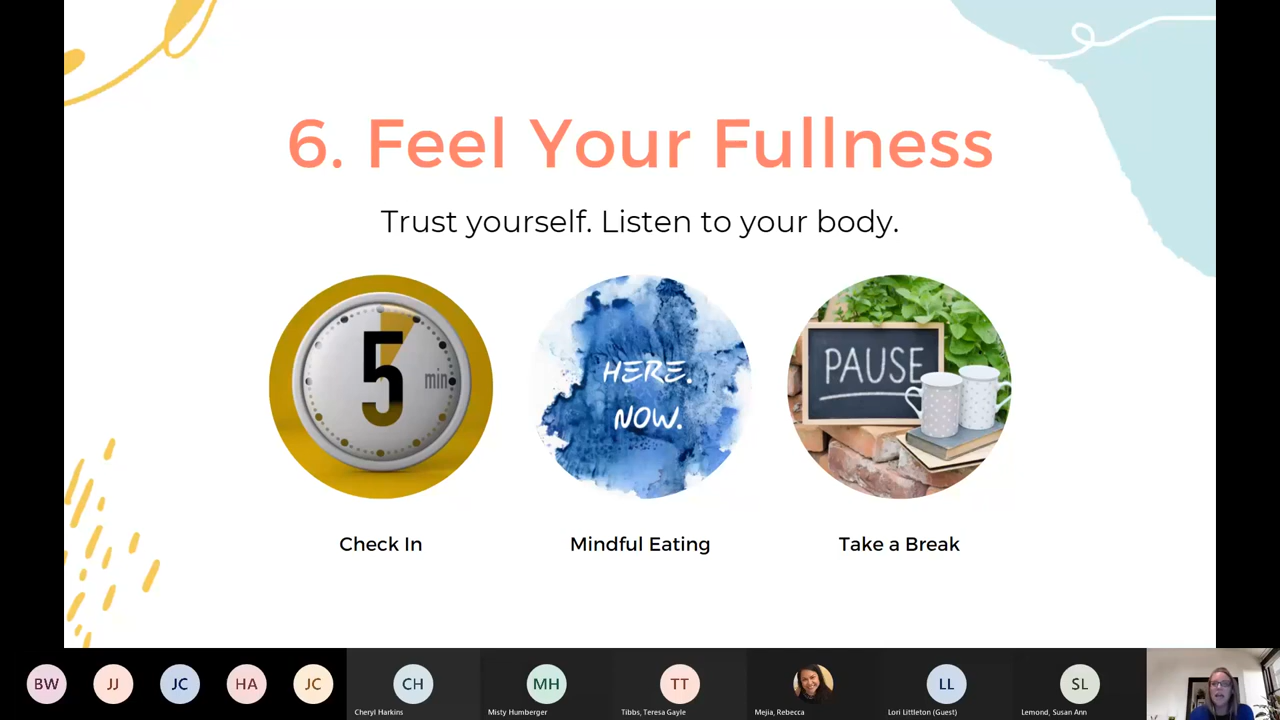 6. Feel Your Fullness
Trust yourself. Listen to your body.
5
min
HERE.
NOW.
PAUSE
Check In
Mindful Eating
Take a Break
BW
JJ
JC
HA
JC
CH
MH
TT
LL
SL
Cheryl Harkins
Misty Humberger
Tibbs, Teresa Gayle
Mejia, Rebecca
Lori Littleton (Guest)
Lemond, Susan Ann